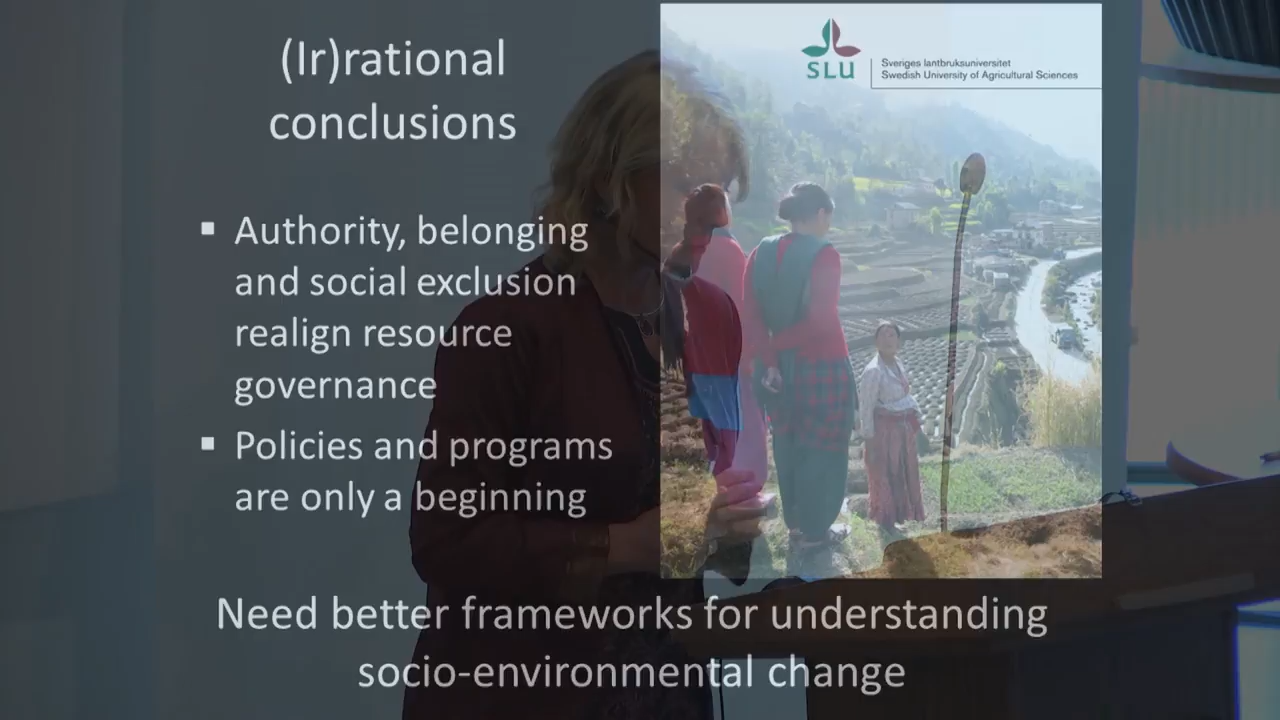 (Ir)rational
conclusions
▪ Authority, belonging
and social exclusion
realign resource
governance
▪ Policies and programs
are only a beginning
Need better frameworks for understanding
socio-environmental change
SLU
Sveriges lantbruksuniversitet
Swedish University of Agricultural Sciences